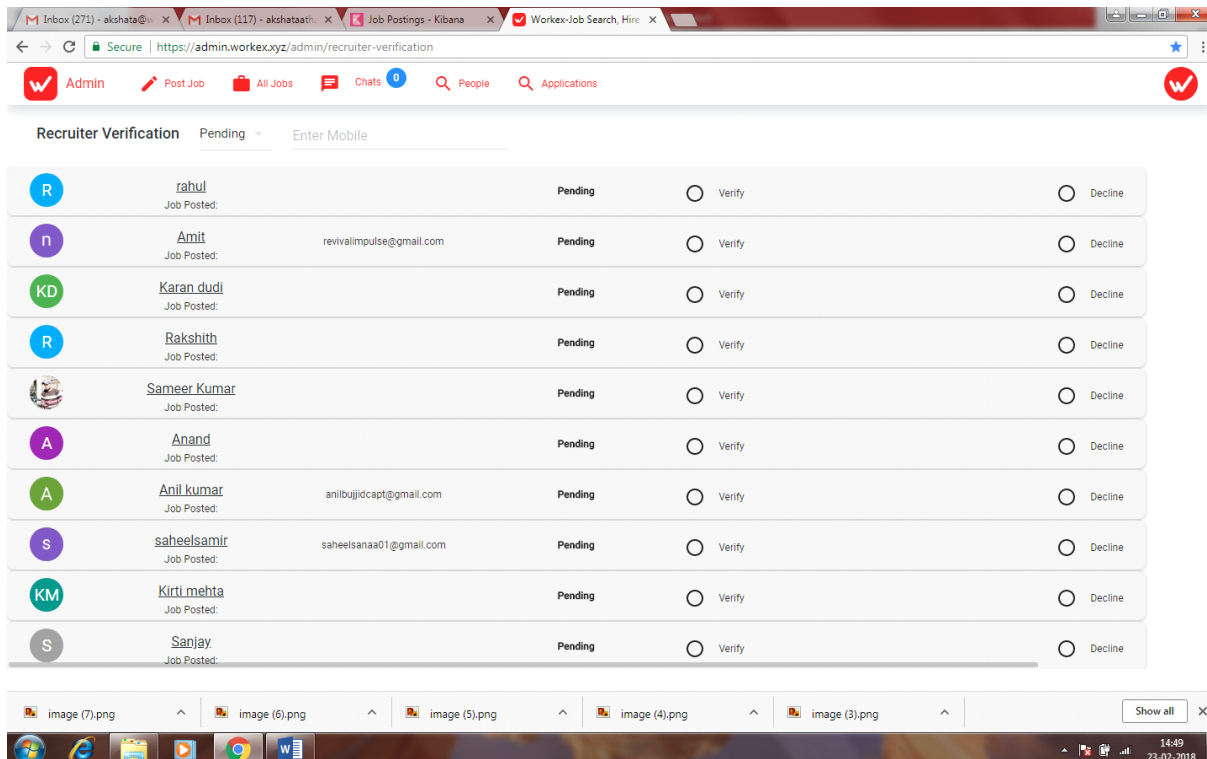 Inbox (271) - akshata@w
Inbox (117) - akshataath
Job Postings - Kibana
Workex-Job Search, Hire
Secure | https://admin.workex.xyz/admin/recruiter-verification
Admin Post Job All Jobs Chats 0 People Applications
Recruiter Verification Pending Enter Mobile
R rahul Pending Verify Decline
Job Posted:
n Amit revivalimpulse@gmail.com Pending Verify Decline
Job Posted:
KD Karan dudi Pending Verify Decline
Job Posted:
R Rakshith Pending Verify Decline
Job Posted:
Sameer Kumar Pending Verify Decline
Job Posted:
A Anand Pending Verify Decline
Job Posted:
A Anil kumar anilbujjidcapt@gmail.com Pending Verify Decline
Job Posted:
s saheelsamir saheelsanaa01@gmail.com Pending Verify Decline
Job Posted:
KM Kirti mehta Pending Verify Decline
Job Posted:
S Sanjay Pending Verify Decline
Job Posted:
image (7).png image (6).png image (5).png image (4).png image (3).png Show all
14:49
23-02-2018